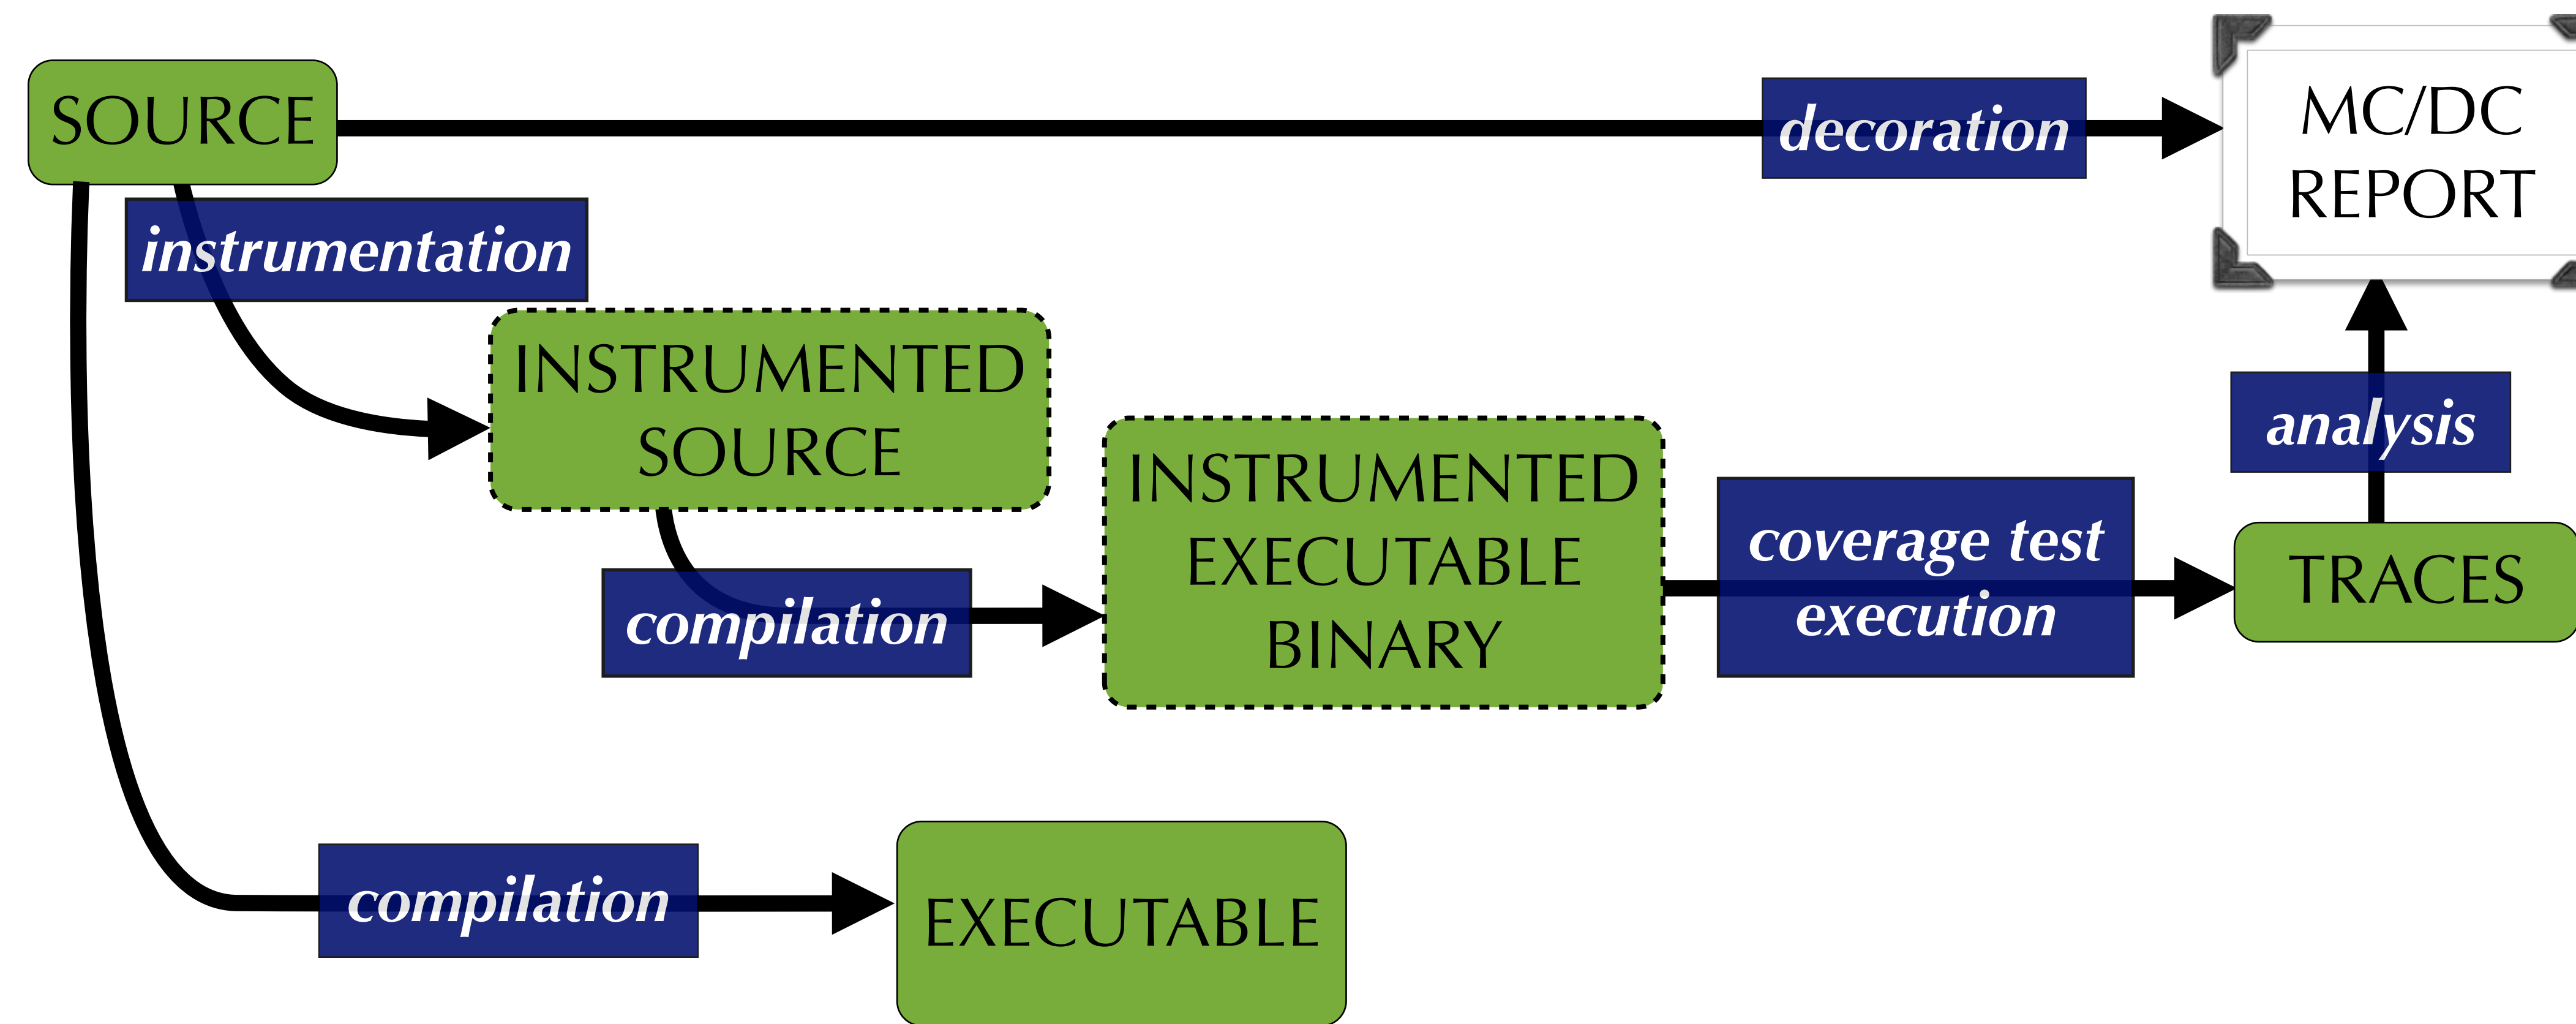 SOURCE
decoration
MC/DC
REPORT
instrumentation
INSTRUMENTED
SOURCE
analysis
INSTRUMENTED
EXECUTABLE
BINARY
coverage test
execution
TRACES
compilation
compilation
EXECUTABLE